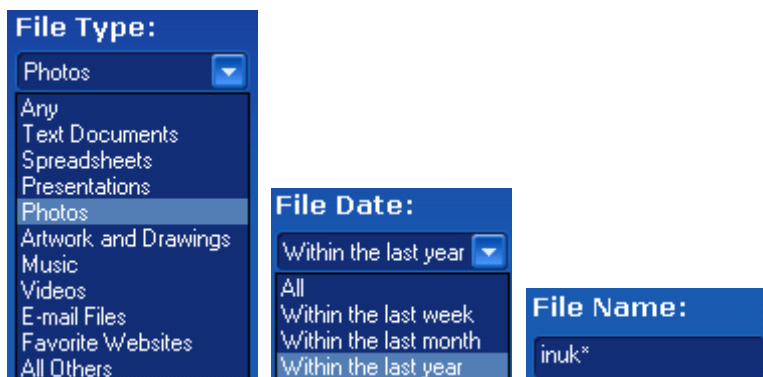 File Type:
Photos
Any
Text Documents
Spreadsheets
Presentations
Photos
Artwork and Drawings
Music
Videos
E-mail Files
Favorite Websites
All Others
File Date:
Within the last year
All
Within the last week
Within the last month
Within the last year
File Name:
inuk*